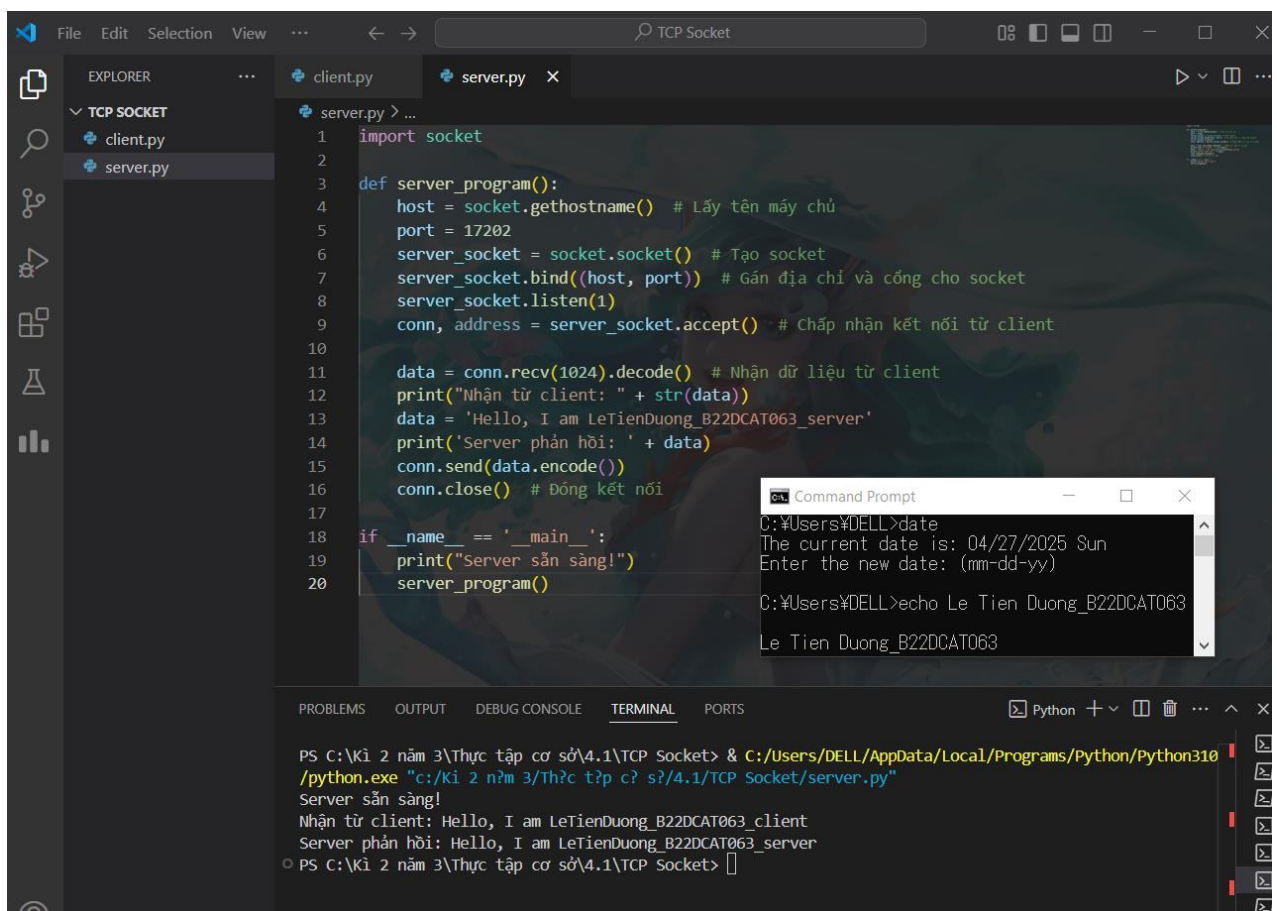 File Edit Selection View ··· TCP Socket
EXPLORER ···
client.py server.py
TCP SOCKET
client.py
server.py
server.py > ...
1 import socket
2
3 def server_program():
4 host = socket.gethostname() # Lấy tên máy chủ
5 port = 17202
6 server_socket = socket.socket() # Tạo socket
7 server_socket.bind((host, port)) # Gán địa chỉ và cổng cho socket
8 server_socket.listen(1)
9 conn, address = server_socket.accept() # Chấp nhận kết nối từ client
10
11 data = conn.recv(1024).decode() # Nhận dữ liệu từ client
12 print("Nhận từ client: " + str(data))
13 data = 'Hello, I am LeTienDuong_B22DCAT063_server'
14 print('Server phản hồi: ' + data)
15 conn.send(data.encode())
16 conn.close() # Đóng kết nối
17
18 if __name__ == '__main__':
19 print("Server sẵn sàng!")
20 server_program()
Command Prompt
C:¥Users¥DELL>date
The current date is: 04/27/2025 Sun
Enter the new date: (mm-dd-yy)
C:¥Users¥DELL>echo Le Tien Duong_B22DCAT063
Le Tien Duong_B22DCAT063
PROBLEMS OUTPUT DEBUG CONSOLE TERMINAL PORTS
Python
PS C:\Kì 2 năm 3\Thực tập cơ sở\4.1\TCP Socket> & C:/Users/DELL/AppData/Local/Programs/Python/Python310
/python.exe "c:/Kì 2 n?m 3/Th?c t?p c? s?/4.1/TCP Socket/server.py"
Server sẵn sàng!
Nhận từ client: Hello, I am LeTienDuong_B22DCAT063_client
Server phản hồi: Hello, I am LeTienDuong_B22DCAT063_server
PS C:\Kì 2 năm 3\Thực tập cơ sở\4.1\TCP Socket>